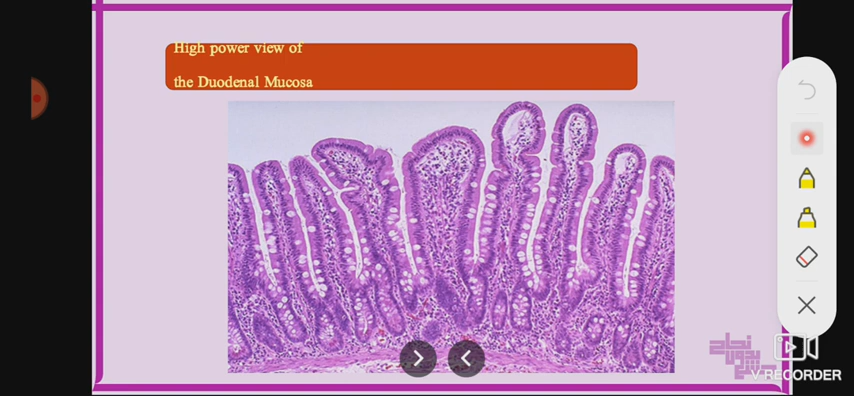 High power view of
the Duodenal Mucosa
V RECORDER